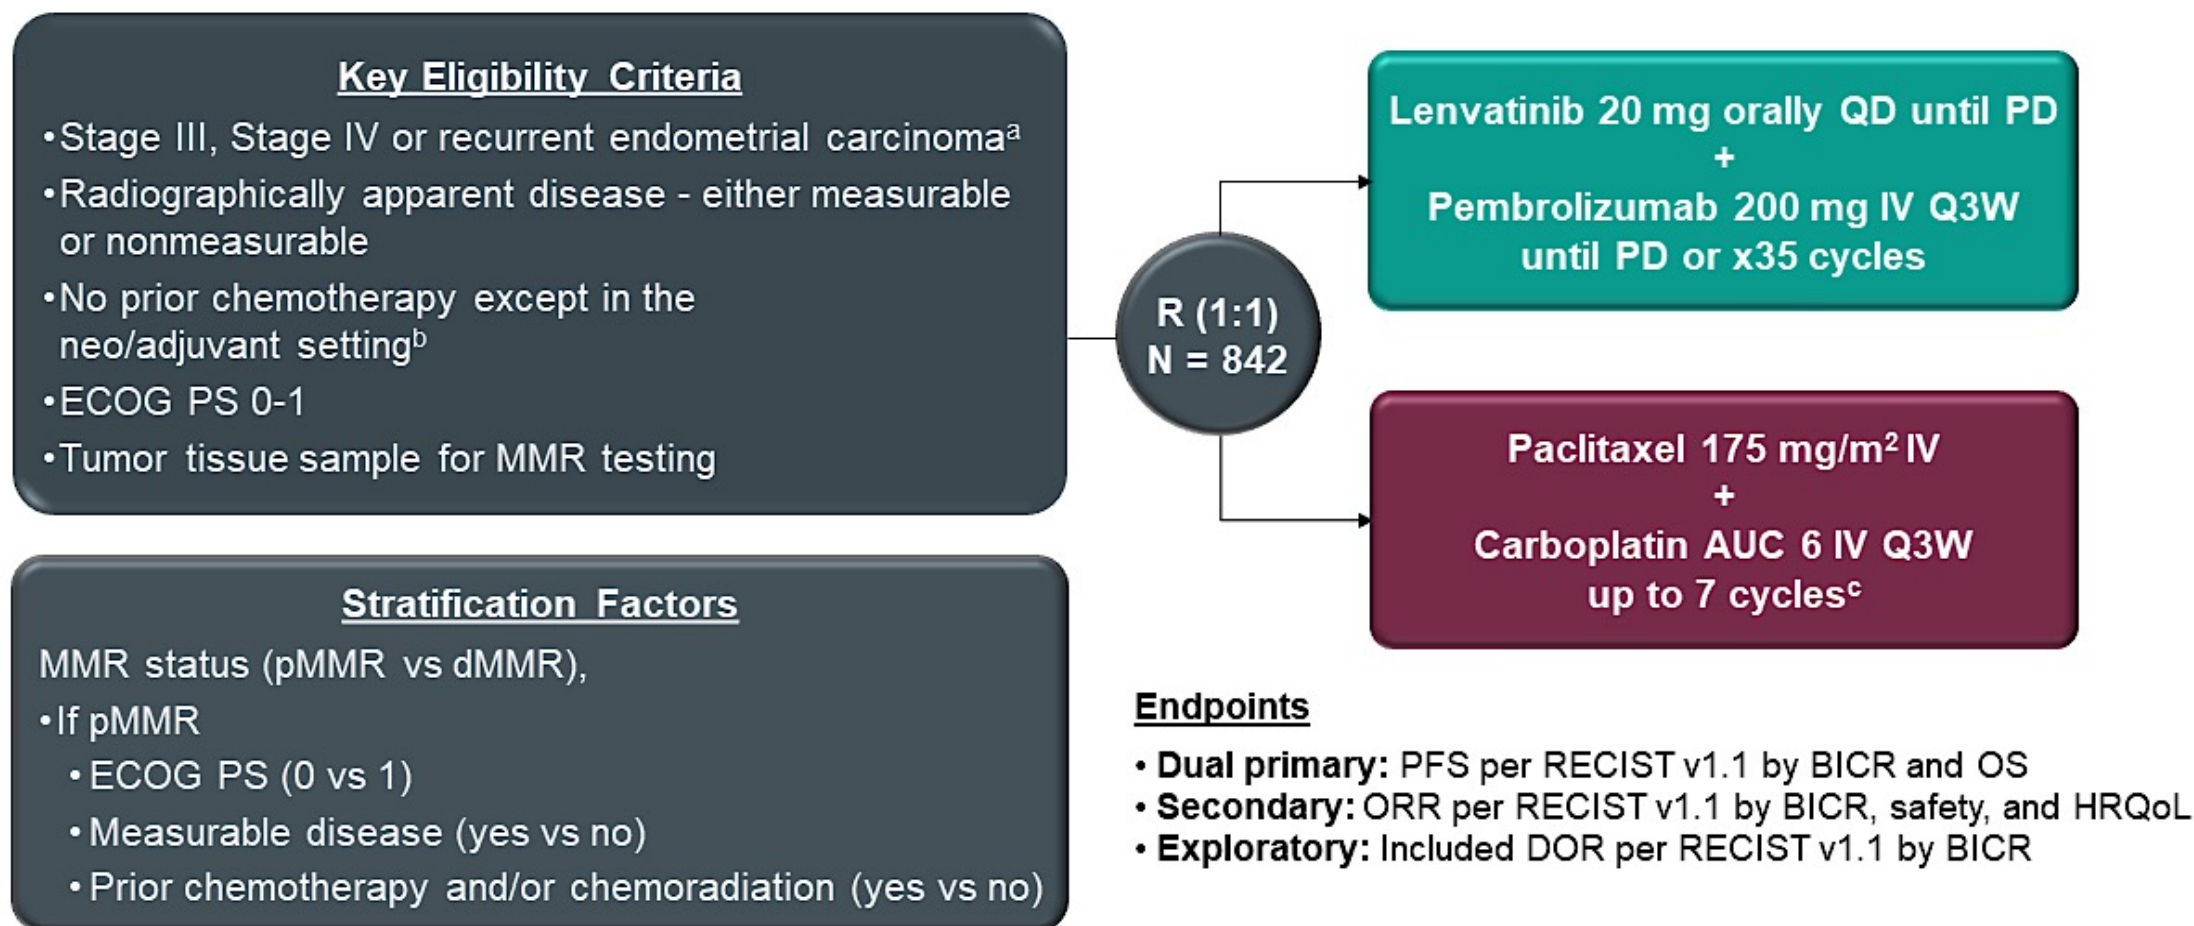 Key Eligibility Criteria
•Stage III, Stage IV or recurrent endometrial carcinomaᵃ
•Radiographically apparent disease - either measurable
or nonmeasurable
•No prior chemotherapy except in the
neo/adjuvant settingᵇ
•ECOG PS 0-1
•Tumor tissue sample for MMR testing
Stratification Factors
MMR status (pMMR vs dMMR),
•If pMMR
•ECOG PS (0 vs 1)
•Measurable disease (yes vs no)
•Prior chemotherapy and/or chemoradiation (yes vs no)
R (1:1)
N = 842
Lenvatinib 20 mg orally QD until PD
+
Pembrolizumab 200 mg IV Q3W
until PD or x35 cycles
Paclitaxel 175 mg/m² IV
+
Carboplatin AUC 6 IV Q3W
up to 7 cyclesᶜ
Endpoints
• Dual primary: PFS per RECIST v1.1 by BICR and OS
• Secondary: ORR per RECIST v1.1 by BICR, safety, and HRQoL
• Exploratory: Included DOR per RECIST v1.1 by BICR